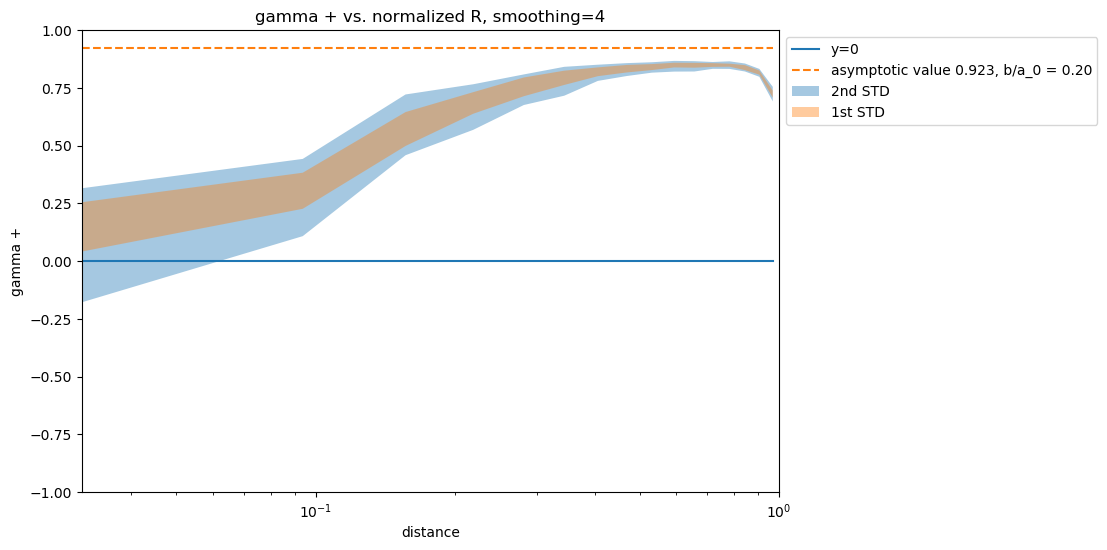 gamma + vs. normalized R, smoothing=4
1.00
0.75
0.50
0.25
0.00
−0.25
−0.50
−0.75
−1.00
gamma +
10⁻¹
10⁰
distance
y=0
asymptotic value 0.923, b/a_0 = 0.20
2nd STD
1st STD